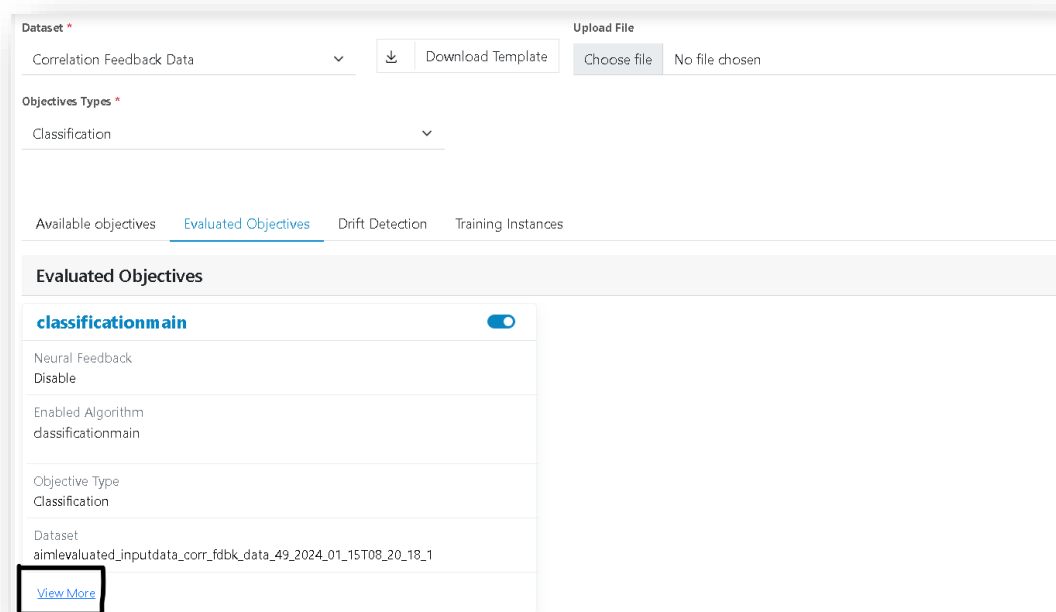 Dataset *
Upload File
Correlation Feedback Data
Download Template
Choose file No file chosen
Objectives Types *
Classification
Available objectives Evaluated Objectives Drift Detection Training Instances
Evaluated Objectives
classificationmain
Neural Feedback
Disable
Enabled Algorithm
classificationmain
Objective Type
Classification
Dataset
aimlevaluated_inputdata_corr_fdbk_data_49_2024_01_15T08_20_18_1
View More